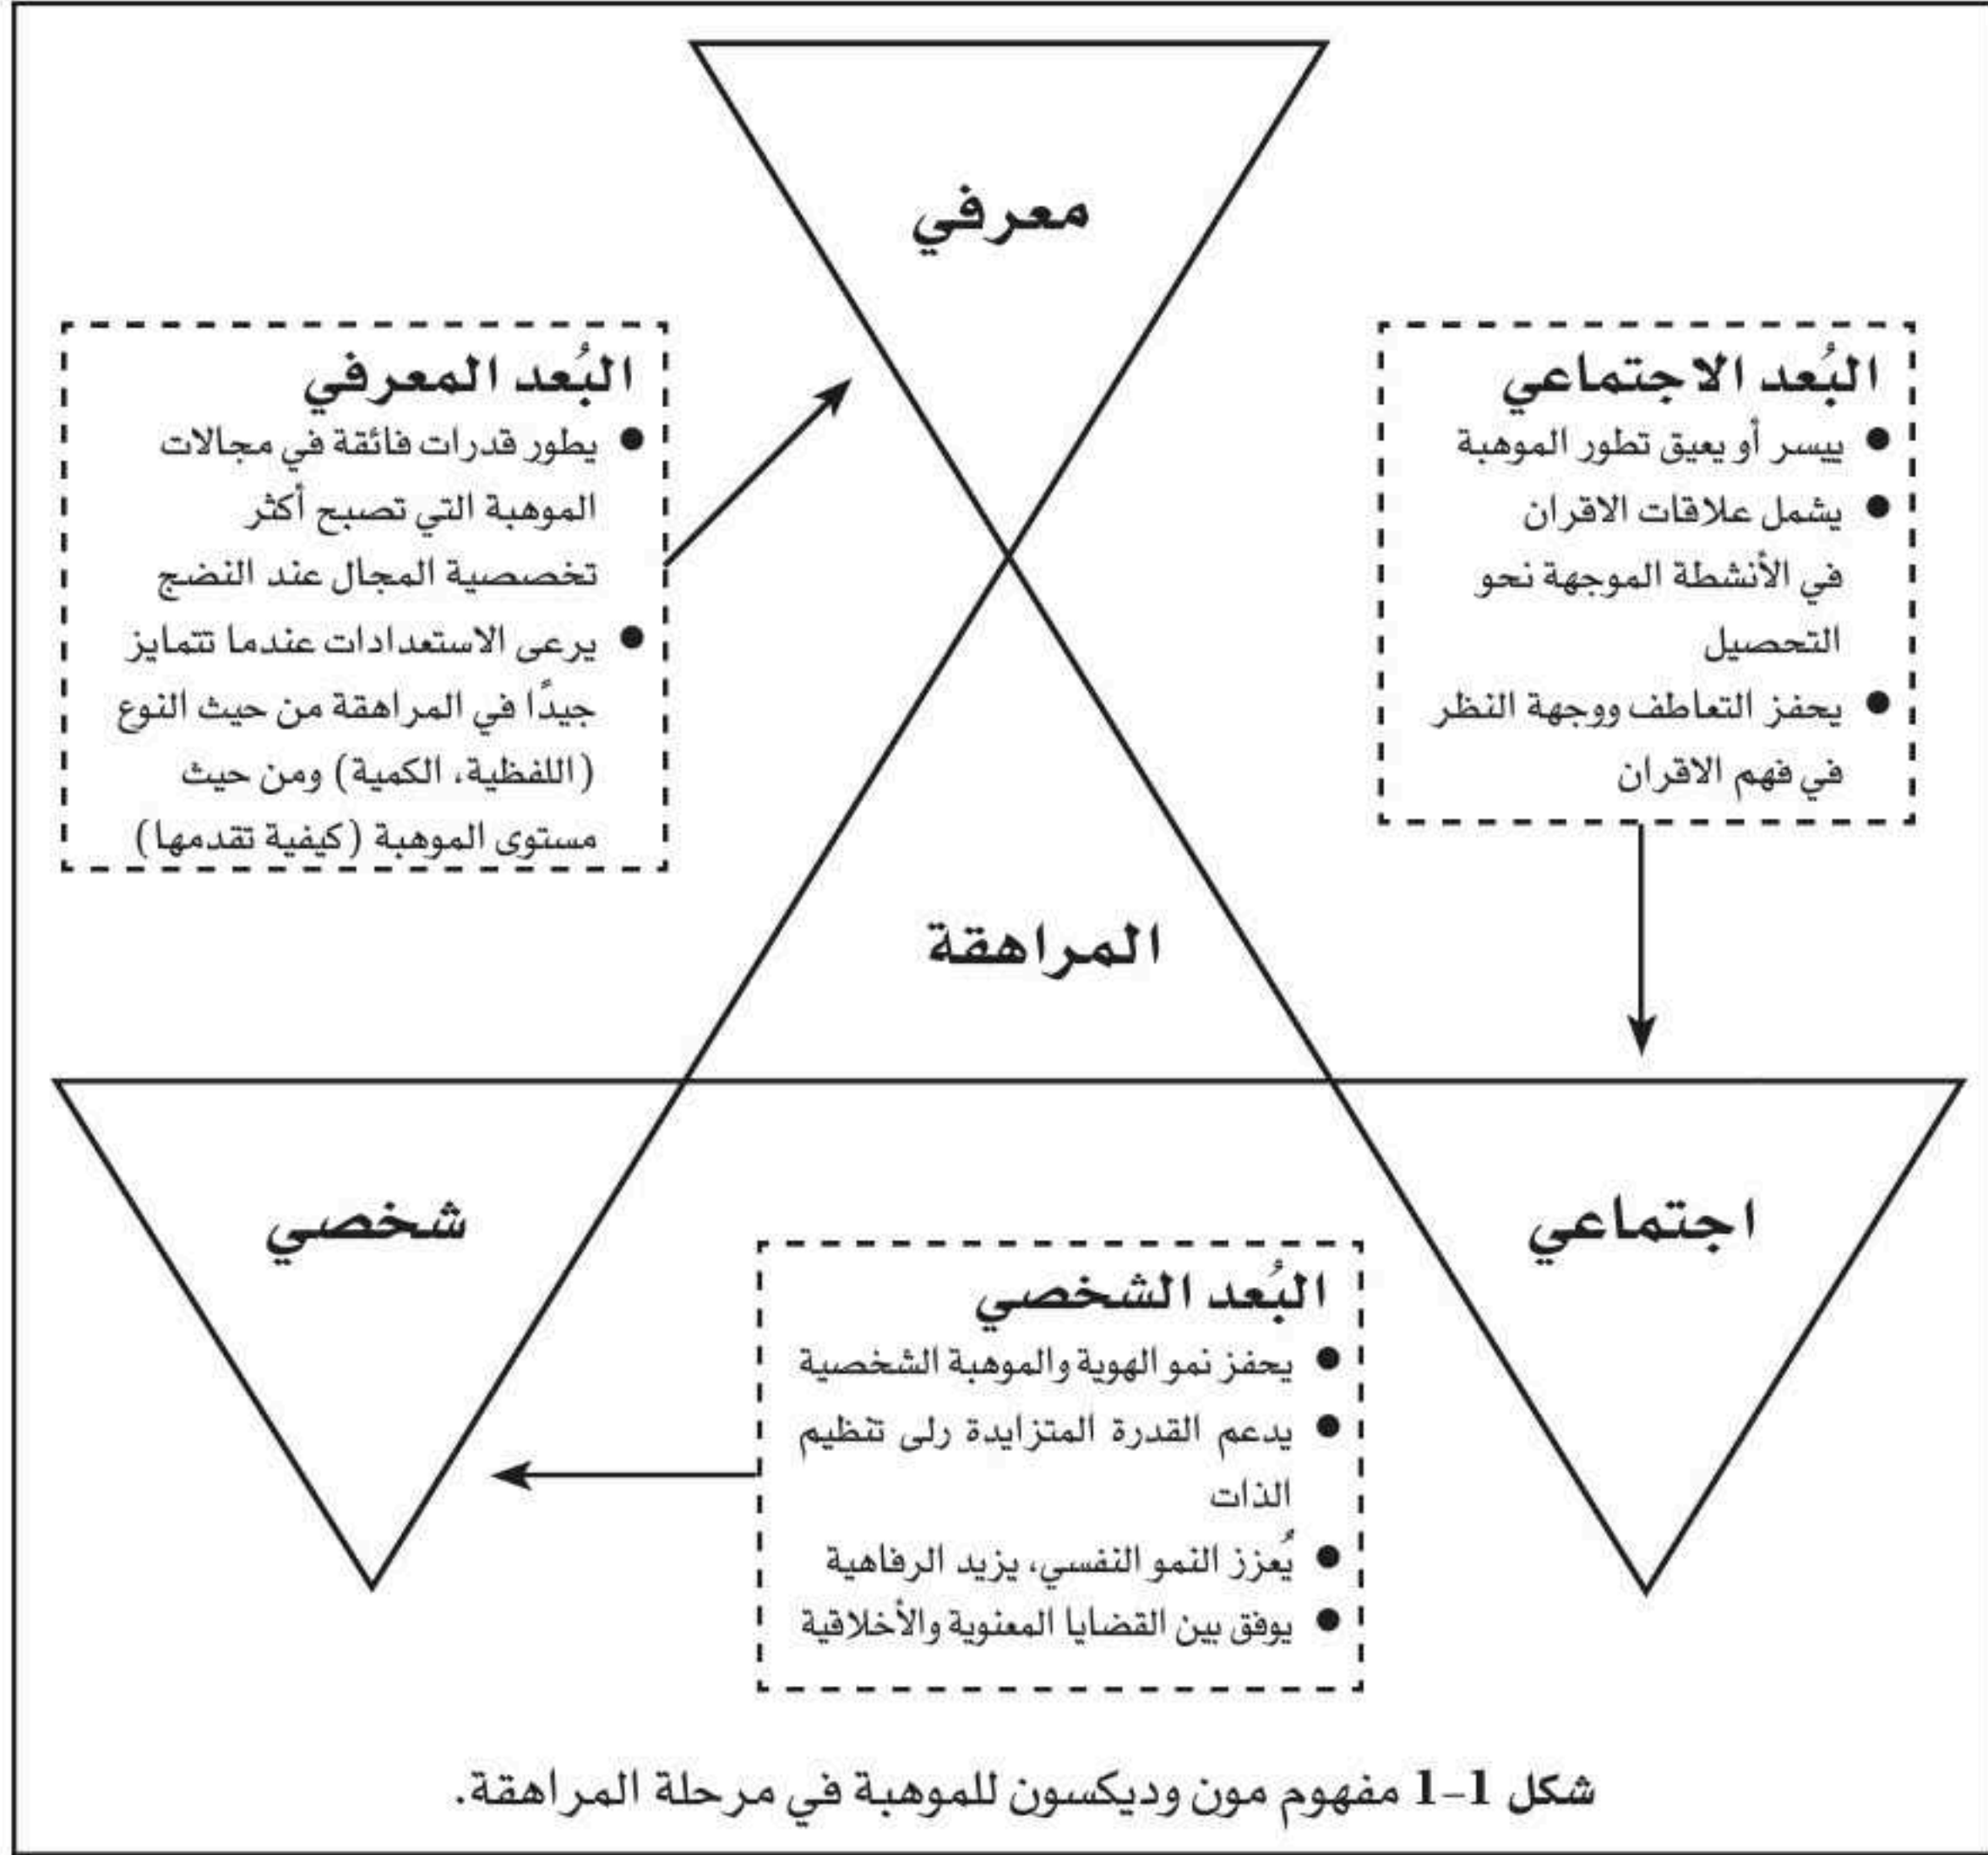 معرفي
البُعد الاجتماعي
● ييسر أو يعيق تطور الموهبة
● يشمل علاقات الاقران
في الأنشطة الموجهة نحو
التحصيل
● يحفز التعاطف ووجهة النظر
في فهم الاقران
البُعد المعرفي
● يطور قدرات فائقة في مجالات
الموهبة التي تصبح أكثر
تخصصية المجال عند النضج
● يرعى الاستعدادات عندما تتمايز
جيدًا في المراهقة من حيث النوع
(اللفظية، الكمية) ومن حيث
مستوى الموهبة (كيفية تقدمها)
المراهقة
اجتماعي
شخصي
البُعد الشخصي
● يحفز نمو الهوية والموهبة الشخصية
● يدعم القدرة المتزايدة رلى تنظيم
الذات
● يُعزز النمو النفسي، يزيد الرفاهية
● يوفق بين القضايا المعنوية والأخلاقية
شكل 1-1 مفهوم مون وديكسون للموهبة في مرحلة المراهقة.